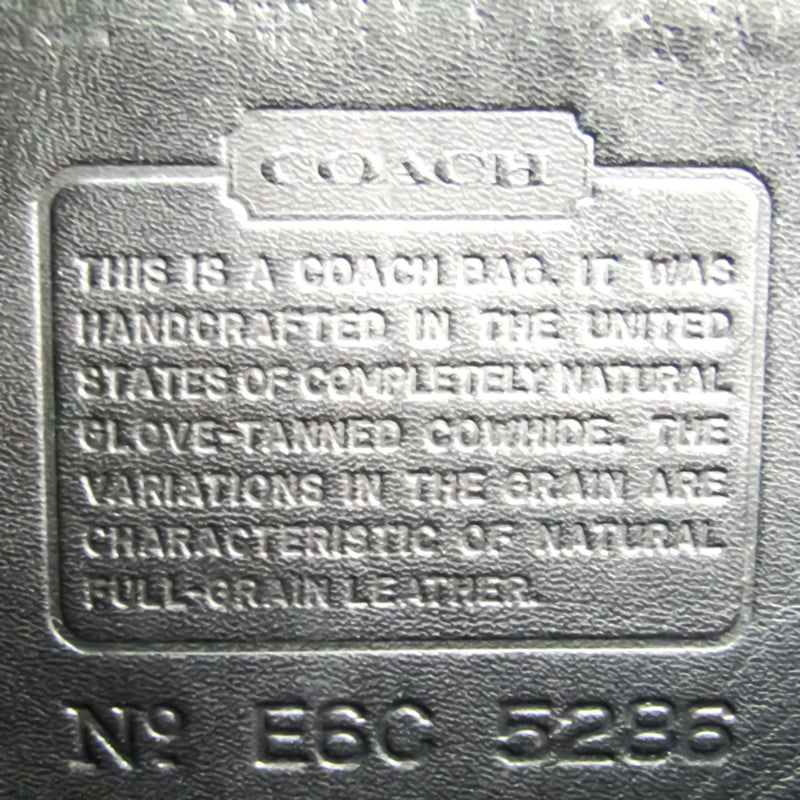 COACH
THIS IS A COACH BAG. IT WAS
HANDCRAFTED IN THE UNITED
STATES OF COMPLETELY NATURAL
GLOVE-TANNED COWHIDE. THE
VARIATIONS IN THE GRAIN ARE
CHARACTERISTIC OF NATURAL
FULL-GRAIN LEATHER.
Nº E6C 5286